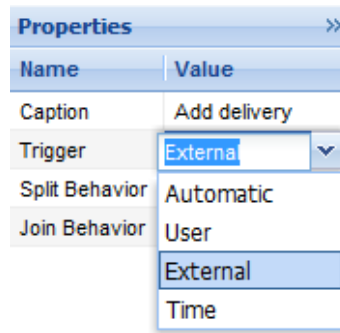 Properties »
Name Value
Caption Add delivery
Trigger External
Split Behavior Automatic
Join Behavior User
External
Time